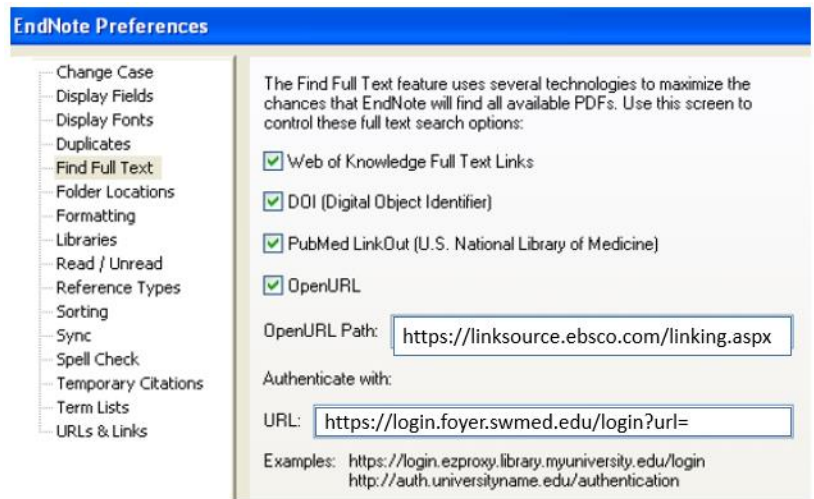 EndNote Preferences
Change Case
Display Fields
Display Fonts
Duplicates
Find Full Text
Folder Locations
Formatting
Libraries
Read / Unread
Reference Types
Sorting
Sync
Spell Check
Temporary Citations
Term Lists
URLs & Links
The Find Full Text feature uses several technologies to maximize the
chances that EndNote will find all available PDFs. Use this screen to
control these full text search options:
Web of Knowledge Full Text Links
DOI (Digital Object Identifier)
PubMed LinkOut (U.S. National Library of Medicine)
OpenURL
OpenURL Path: https://linksource.ebsco.com/linking.aspx
Authenticate with:
URL: https://login.foyer.swmed.edu/login?url=
Examples: https://login.ezproxy.library.myuniversity.edu/login
http://auth.universityname.edu/authentication